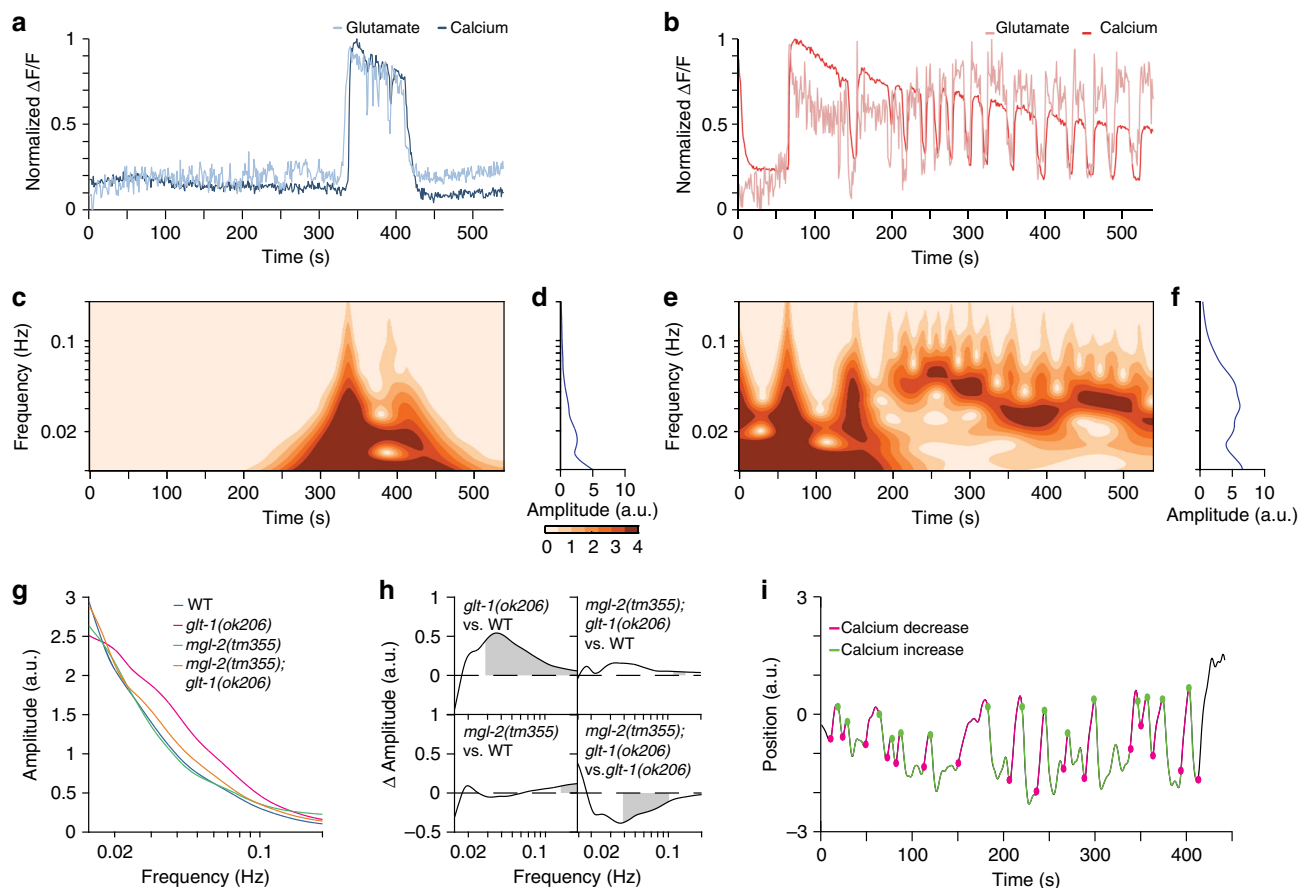 a
Glutamate Calcium
1
0.5
0
Normalized ΔF/F
0 100 200 300 400 500
Time (s)
b
Glutamate Calcium
1
0.5
0
Normalized ΔF/F
0 100 200 300 400 500
Time (s)
c
0.1
0.02
Frequency (Hz)
0 100 200 300 400 500
Time (s)
d
0 5 10
Amplitude (a.u.)
0 1 2 3 4
e
0.1
0.02
Frequency (Hz)
0 100 200 300 400 500
Time (s)
f
0 5 10
Amplitude (a.u.)
g
WT
glt-1(ok206)
mgl-2(tm355)
mgl-2(tm355);
glt-1(ok206)
3
2.5
2
1.5
1
0.5
0
Amplitude (a.u.)
0.02 0.1
Frequency (Hz)
h
glt-1(ok206)
vs. WT
mgl-2(tm355);
glt-1(ok206)
vs. WT
mgl-2(tm355)
vs. WT
mgl-2(tm355);
glt-1(ok206)
vs.glt-1(ok206)
1
0.5
0
1
0.5
0
−0.5
Δ Amplitude (a.u.)
0.02 0.1 0.02 0.1
Frequency (Hz)
i
Calcium decrease
Calcium increase
3
0
−3
Position (a.u.)
0 100 200 300 400
Time (s)